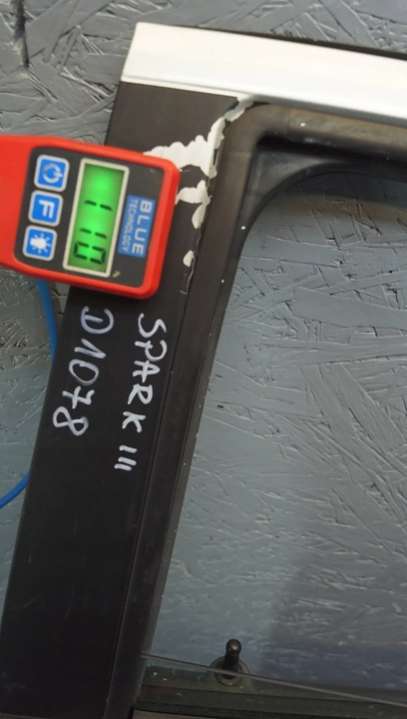 BLUE
TECHNOLOGY
F
SPARK III
D1078